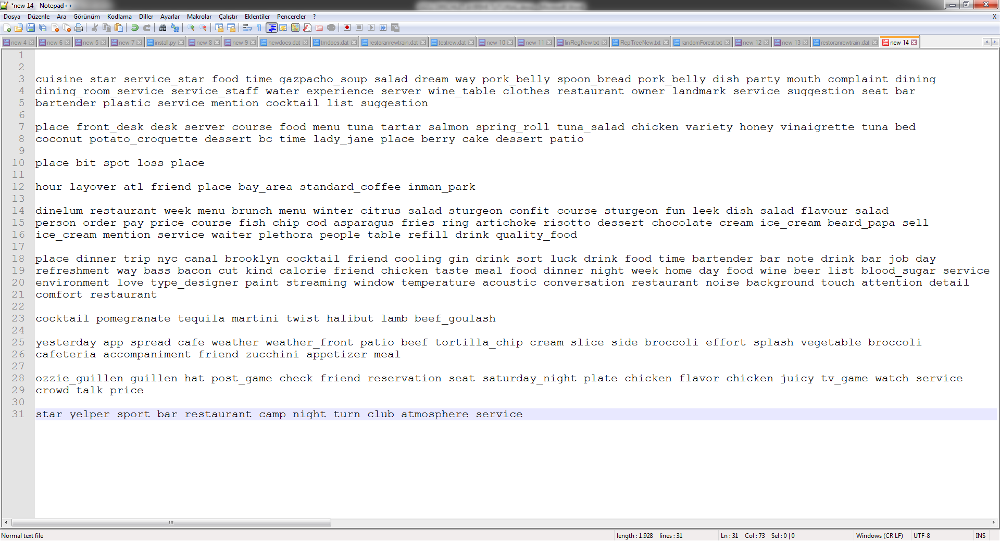 *new 14 - Notepad++
Dosya Düzenle Ara Görünüm Kodlama Diller Ayarlar Makrolar Çalıştır Eklentiler Pencereler ? X
new 4 new 6 new 5 new 7 install.py new 8 new 9 newdocs.dat tmdocs.dat restoranrewtrain.dat testrew.dat new 10 new 11 linRegNew.txt RepTreeNew.txt randomForest.txt new 12 new 13 restoranrewtrain.dat new 14
1
2
3 cuisine star service_star food time gazpacho_soup salad dream way pork_belly spoon_bread pork_belly dish party mouth complaint dining
4 dining_room_service service_staff water experience server wine_table clothes restaurant owner landmark service suggestion seat bar
5 bartender plastic service mention cocktail list suggestion
6
7 place front_desk desk server course food menu tuna tartar salmon spring_roll tuna_salad chicken variety honey vinaigrette tuna bed
8 coconut potato_croquette dessert bc time lady_jane place berry cake dessert patio
9
10 place bit spot loss place
11
12 hour layover atl friend place bay_area standard_coffee inman_park
13
14 dinelum restaurant week menu brunch menu winter citrus salad sturgeon confit course sturgeon fun leek dish salad flavour salad
15 person order pay price course fish chip cod asparagus fries ring artichoke risotto dessert chocolate cream ice_cream beard_papa sell
16 ice_cream mention service waiter plethora people table refill drink quality_food
17
18 place dinner trip nyc canal brooklyn cocktail friend cooling gin drink sort luck drink food time bartender bar note drink bar job day
19 refreshment way bass bacon cut kind calorie friend chicken taste meal food dinner night week home day food wine beer list blood_sugar service
20 environment love type_designer paint streaming window temperature acoustic conversation restaurant noise background touch attention detail
21 comfort restaurant
22
23 cocktail pomegranate tequila martini twist halibut lamb beef_goulash
24
25 yesterday app spread cafe weather weather_front patio beef tortilla_chip cream slice side broccoli effort splash vegetable broccoli
26 cafeteria accompaniment friend zucchini appetizer meal
27
28 ozzie_guillen guillen hat post_game check friend reservation seat saturday_night plate chicken flavor chicken juicy tv_game watch service
29 crowd talk price
30
31 star yelper sport bar restaurant camp night turn club atmosphere service
Normal text file length : 1.928 lines : 31 Ln : 31 Col : 73 Sel : 0 | 0 Windows (CR LF) UTF-8 INS